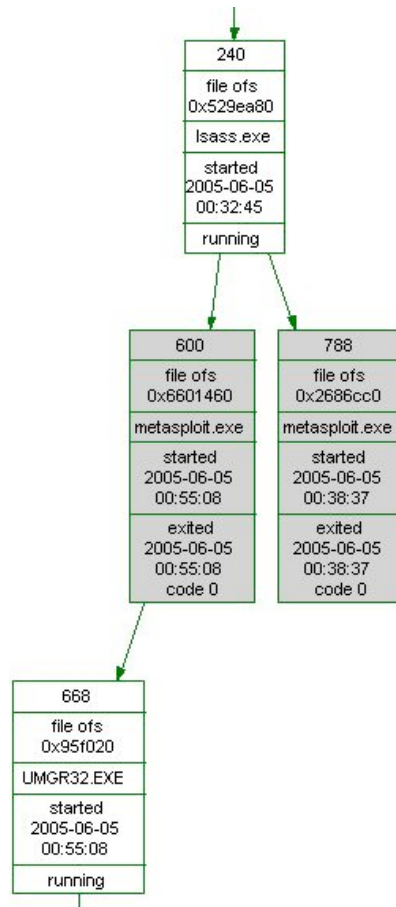 240
file ofs
0x529ea80
lsass.exe
started
2005-06-05
00:32:45
running
600
file ofs
0x6601460
metasploit.exe
started
2005-06-05
00:55:08
exited
2005-06-05
00:55:08
code 0
788
file ofs
0x2686cc0
metasploit.exe
started
2005-06-05
00:38:37
exited
2005-06-05
00:38:37
code 0
668
file ofs
0x95f020
UMGR32.EXE
started
2005-06-05
00:55:08
running